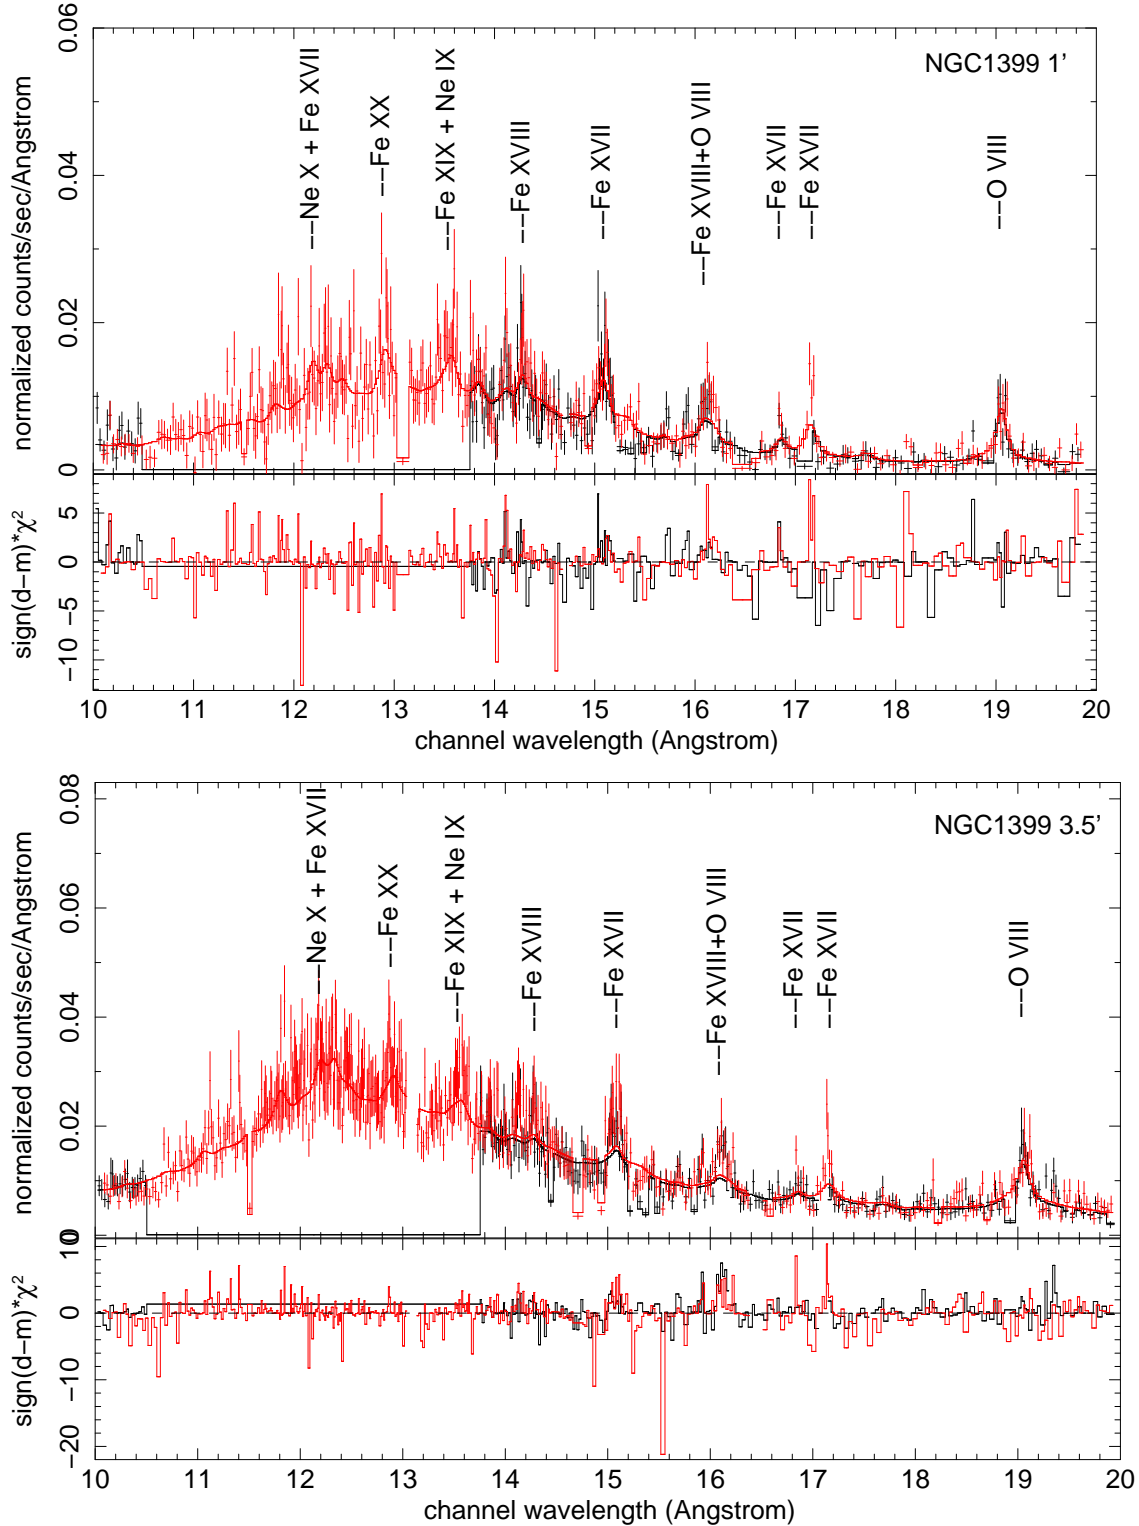 NGC1399 1’
normalized counts/sec/Angstrom
0 0.02 0.04 0.06
---Ne X + Fe XVII
---Fe XX
---Fe XIX + Ne IX
---Fe XVIII
---Fe XVII
---Fe XVIII+O VIII
---Fe XVII
---Fe XVII
---O VIII
sign(d−m)*χ²
−10 −5 0 5
10 11 12 13 14 15 16 17 18 19 20
channel wavelength (Angstrom)
NGC1399 3.5’
normalized counts/sec/Angstrom
0 0.02 0.04 0.06 0.08
---Ne X + Fe XVII
---Fe XX
---Fe XIX + Ne IX
---Fe XVIII
---Fe XVII
---Fe XVIII+O VIII
---Fe XVII
---Fe XVII
---O VIII
sign(d−m)*χ²
−20 −10 0 10
10 11 12 13 14 15 16 17 18 19 20
channel wavelength (Angstrom)